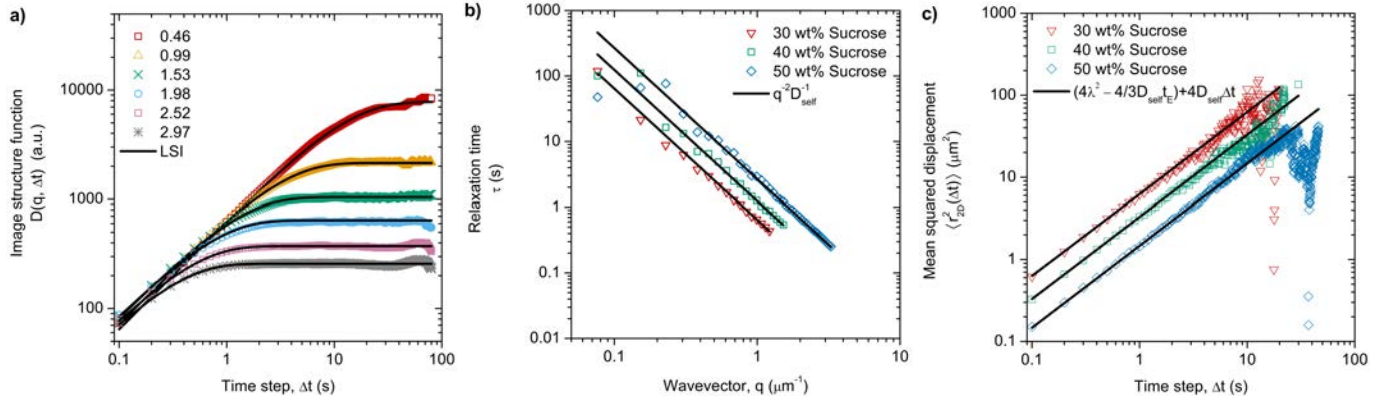 a)
Image structure function
D(q, Δt) (a.u.)
10000
1000
100
0.46
0.99
1.53
1.98
2.52
2.97
LSI
0.1
1
10
100
Time step, Δt (s)
b)
Relaxation time
τ (s)
1000
100
10
1
0.1
0.01
30 wt% Sucrose
40 wt% Sucrose
50 wt% Sucrose
q⁻²D⁻¹self
0.1
1
10
Wavevector, q (μm⁻¹)
c)
Mean squared displacement
⟨r²2D(Δt)⟩ (μm²)
1000
100
10
1
0.1
30 wt% Sucrose
40 wt% Sucrose
50 wt% Sucrose
(4λ² – 4/3DselftE)+4DselfΔt
0.1
1
10
100
Time step, Δt (s)